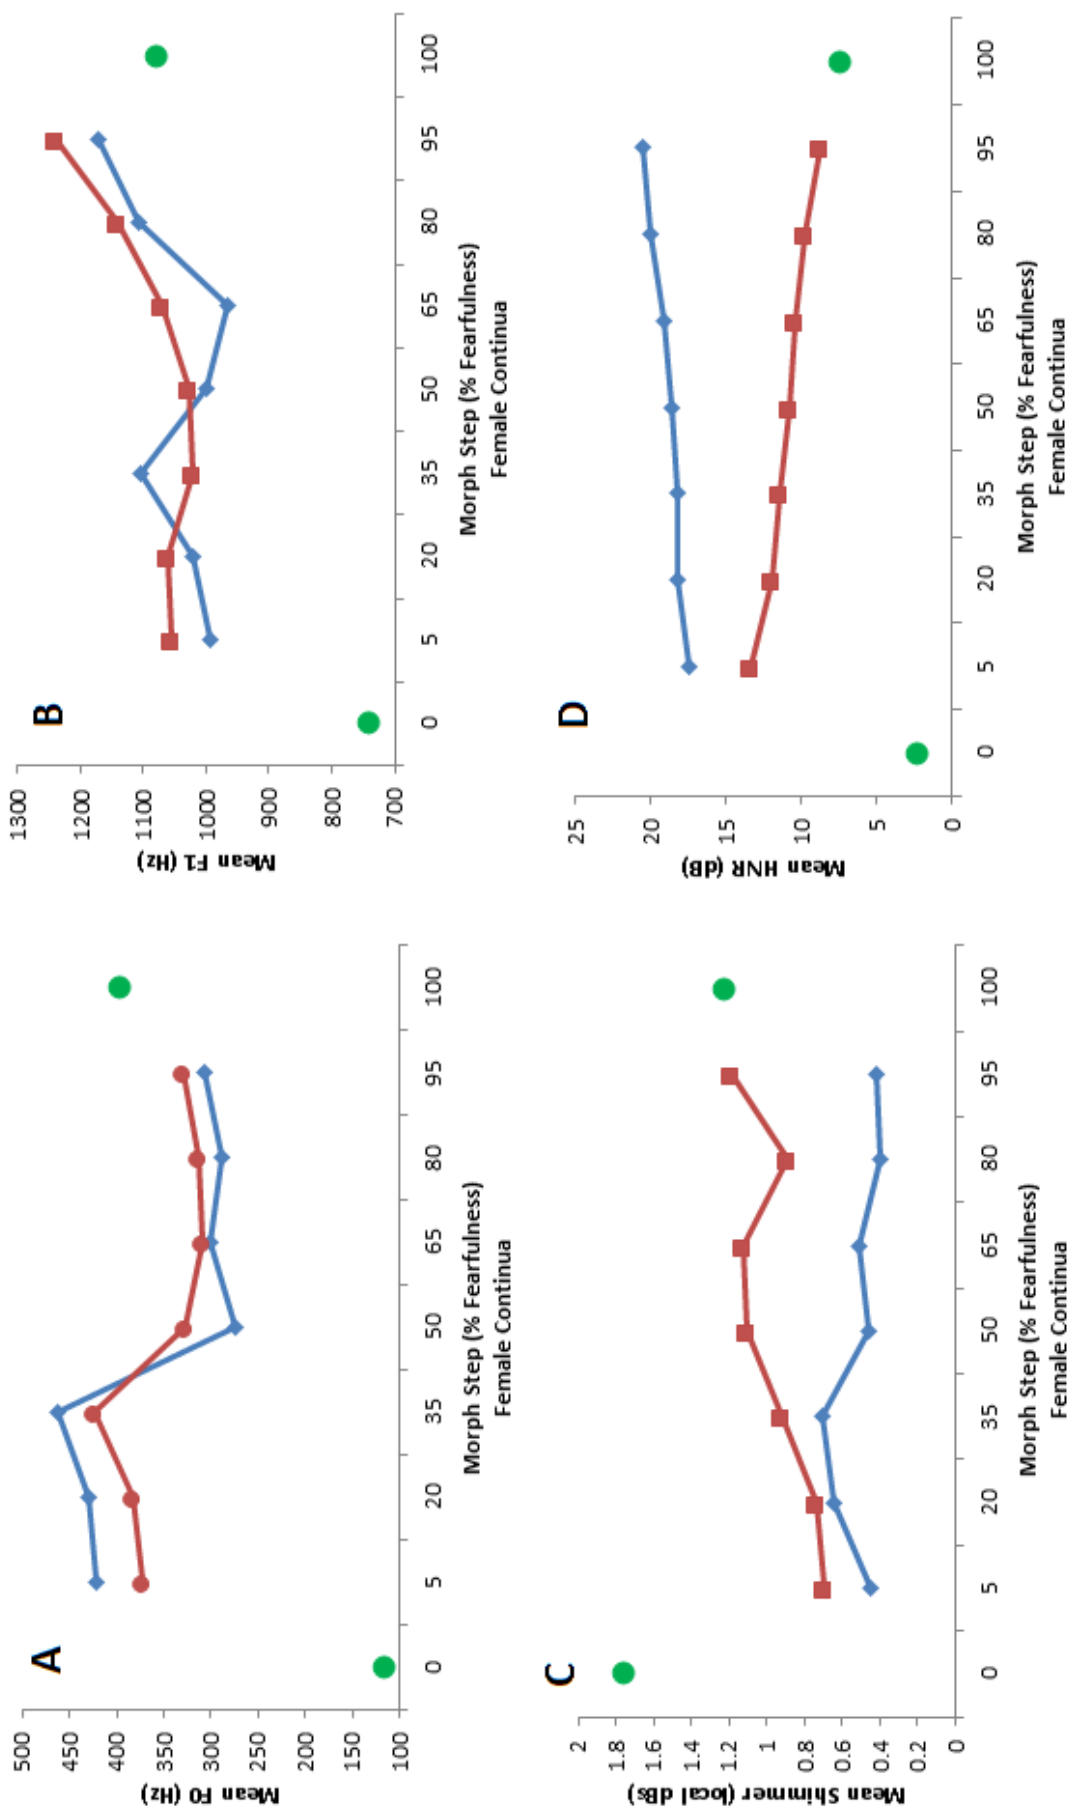 A
Mean F0 (Hz)
500
450
400
350
300
250
200
150
100
0 5 20 35 50 65 80 95 100
Morph Step (% Fearfulness)
Female Continua
B
Mean F1 (Hz)
1300
1200
1100
1000
900
800
700
0 5 20 35 50 65 80 95 100
Morph Step (% Fearfulness)
Female Continua
C
Mean Shimmer (local dBs)
2
1.8
1.6
1.4
1.2
1
0.8
0.6
0.4
0.2
0
0 5 20 35 50 65 80 95 100
Morph Step (% Fearfulness)
Female Continua
D
Mean HNR (dB)
25
20
15
10
5
0
0 5 20 35 50 65 80 95 100
Morph Step (% Fearfulness)
Female Continua